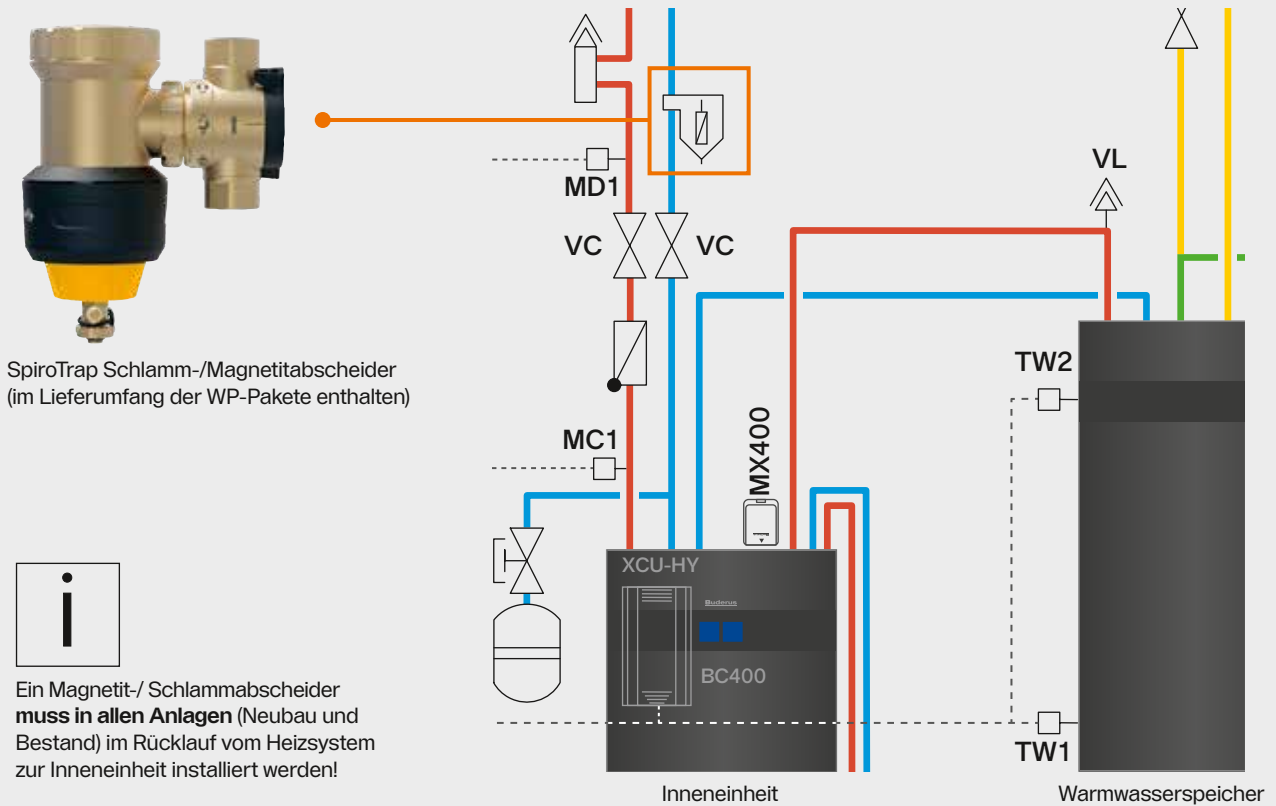 SpiroTrap Schlamm-/Magnetitabscheider
(im Lieferumfang der WP-Pakete enthalten)
i
Ein Magnetit-/ Schlammabscheider
muss in allen Anlagen (Neubau und
Bestand) im Rücklauf vom Heizsystem
zur Inneneinheit installiert werden!
MD1
VC
VC
MC1
MX400
XCU-HY
Buderus
BC400
Inneneinheit
VL
TW2
TW1
Warmwasserspeicher